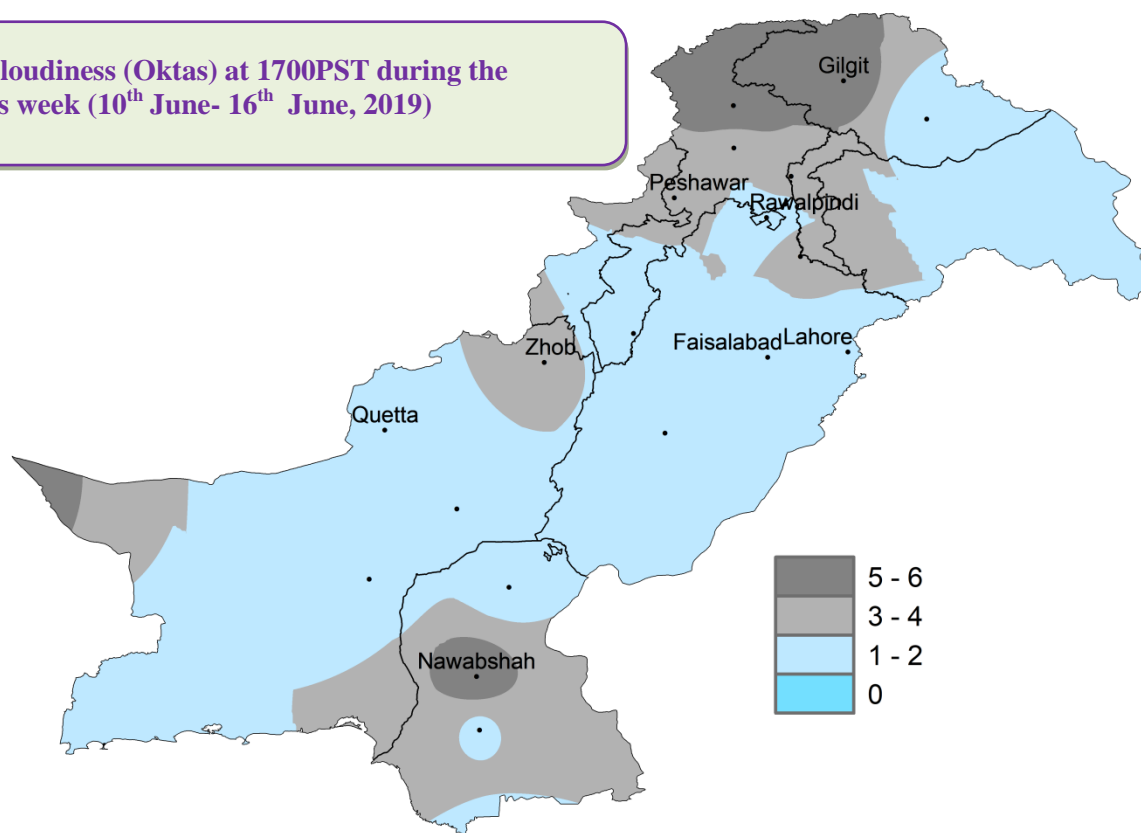 loudiness (Oktas) at 1700PST during the
s week (10th June- 16th June, 2019)
Gilgit
Peshawar
Rawalpindi
Zhob
Faisalabad
Lahore
Quetta
Nawabshah
5 - 6
3 - 4
1 - 2
0